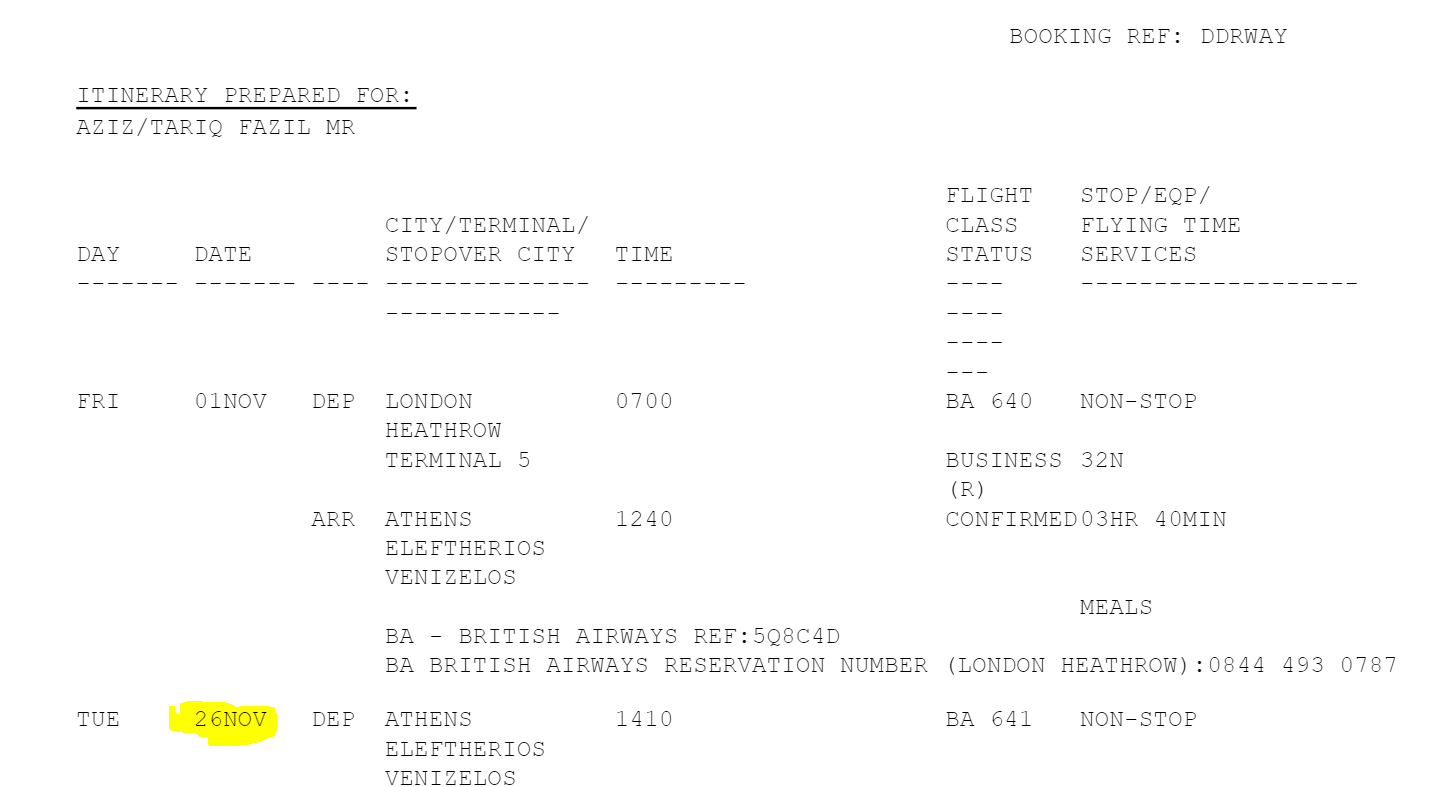 BOOKING REF: DDRWAY
ITINERARY PREPARED FOR:
AZIZ/TARIQ FAZIL MR
FLIGHT STOP/EQP/
CITY/TERMINAL/ CLASS FLYING TIME
DAY DATE STOPOVER CITY TIME STATUS SERVICES
------- ------- ---- -------------- --------- ---- -------------------
------------ ----
----
---
FRI 01NOV DEP LONDON 0700 BA 640 NON-STOP
HEATHROW
TERMINAL 5 BUSINESS 32N
(R)
ARR ATHENS 1240 CONFIRMED03HR 40MIN
ELEFTHERIOS
VENIZELOS
MEALS
BA - BRITISH AIRWAYS REF:5Q8C4D
BA BRITISH AIRWAYS RESERVATION NUMBER (LONDON HEATHROW):0844 493 0787
TUE 26NOV DEP ATHENS 1410 BA 641 NON-STOP
ELEFTHERIOS
VENIZELOS